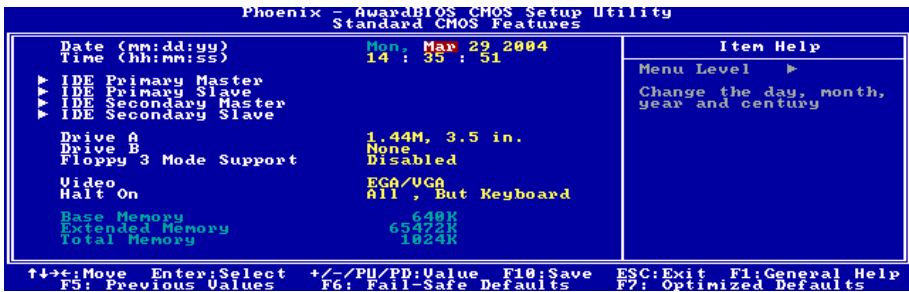 Phoenix - AwardBIOS CMOS Setup Utility
Standard CMOS Features
Date (mm:dd:yy) Mon, Mar 29 2004
Time (hh:mm:ss) 14 : 35 : 51
► IDE Primary Master
► IDE Primary Slave
► IDE Secondary Master
► IDE Secondary Slave
Drive A 1.44M, 3.5 in.
Drive B None
Floppy 3 Mode Support Disabled
Video EGA/VGA
Halt On All , But Keyboard
Base Memory 640K
Extended Memory 65472K
Total Memory 1024K
Item Help
Menu Level ►
Change the day, month,
year and century
↑↓→←:Move Enter:Select +/-/PU/PD:Value F10:Save ESC:Exit F1:General Help
F5: Previous Values F6: Fail-Safe Defaults F7: Optimized Defaults